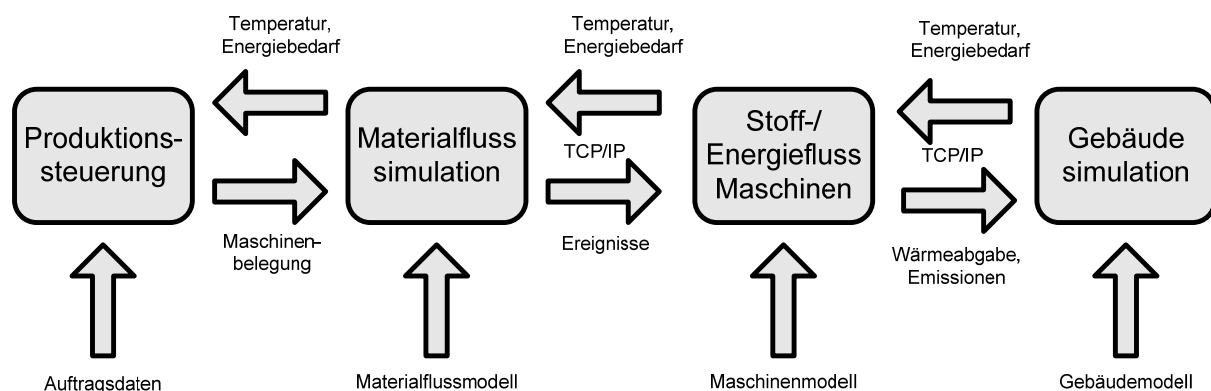 Temperatur,
Energiebedarf
Temperatur,
Energiebedarf
Temperatur,
Energiebedarf
Produktions-
steuerung
Materialfluss
simulation
Stoff-/
Energiefluss
Maschinen
Gebäude
simulation
TCP/IP
TCP/IP
Maschinen-
belegung
Ereignisse
Wärmeabgabe,
Emissionen
Auftragsdaten
Materialflussmodell
Maschinenmodell
Gebäudemodell